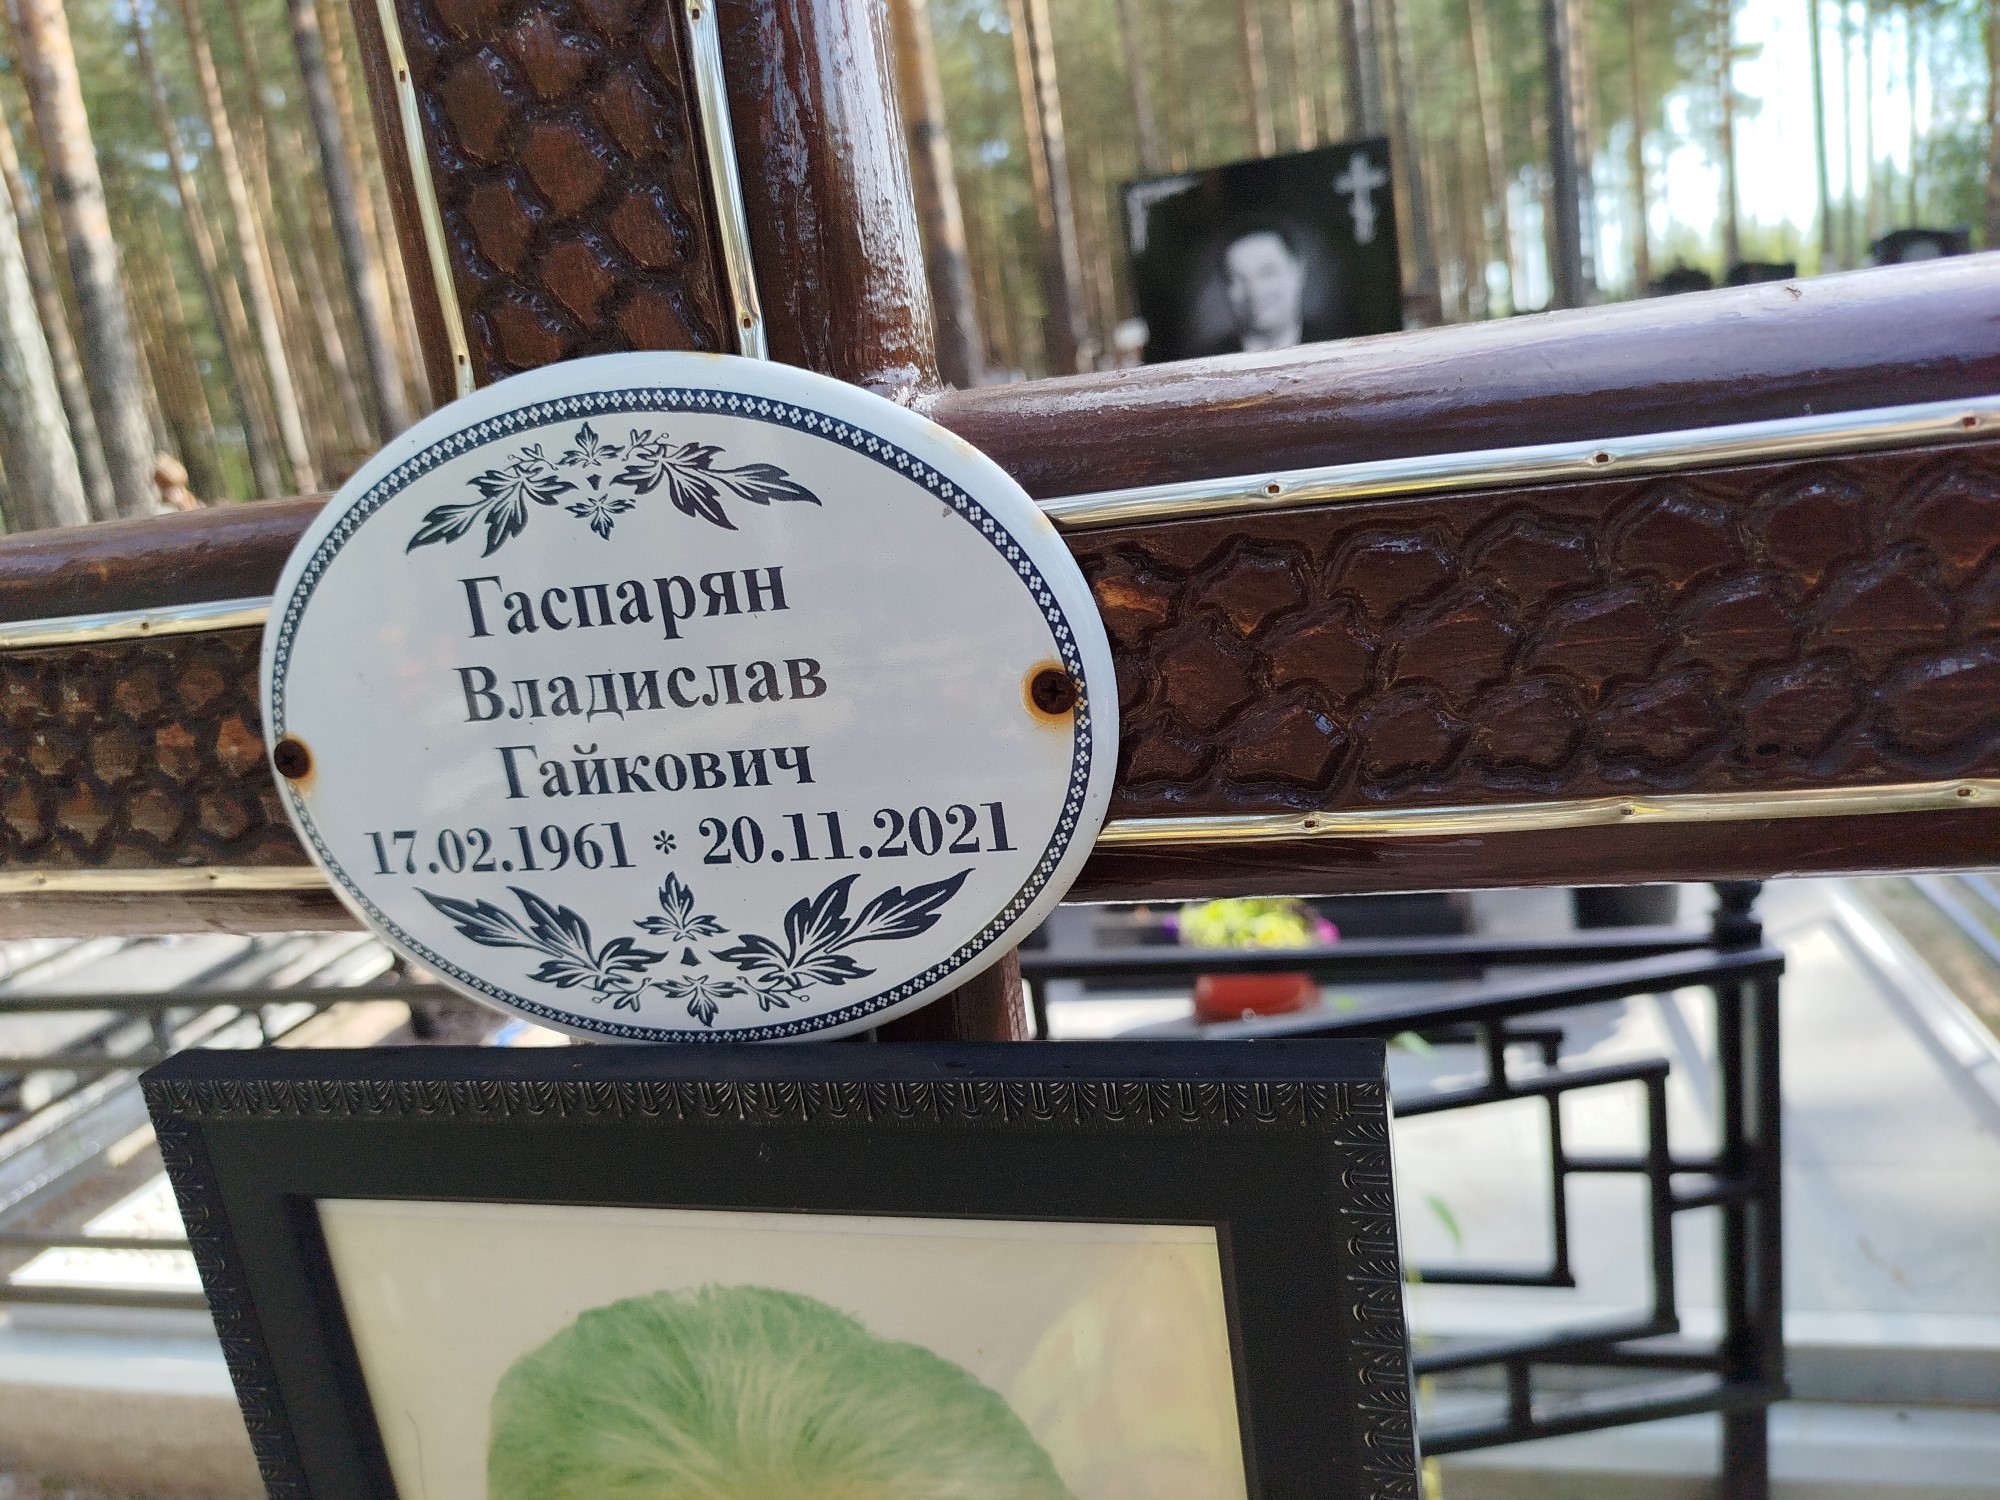 Гаспарян
Владислав
Гайкович
17.02.1961 * 20.11.2021